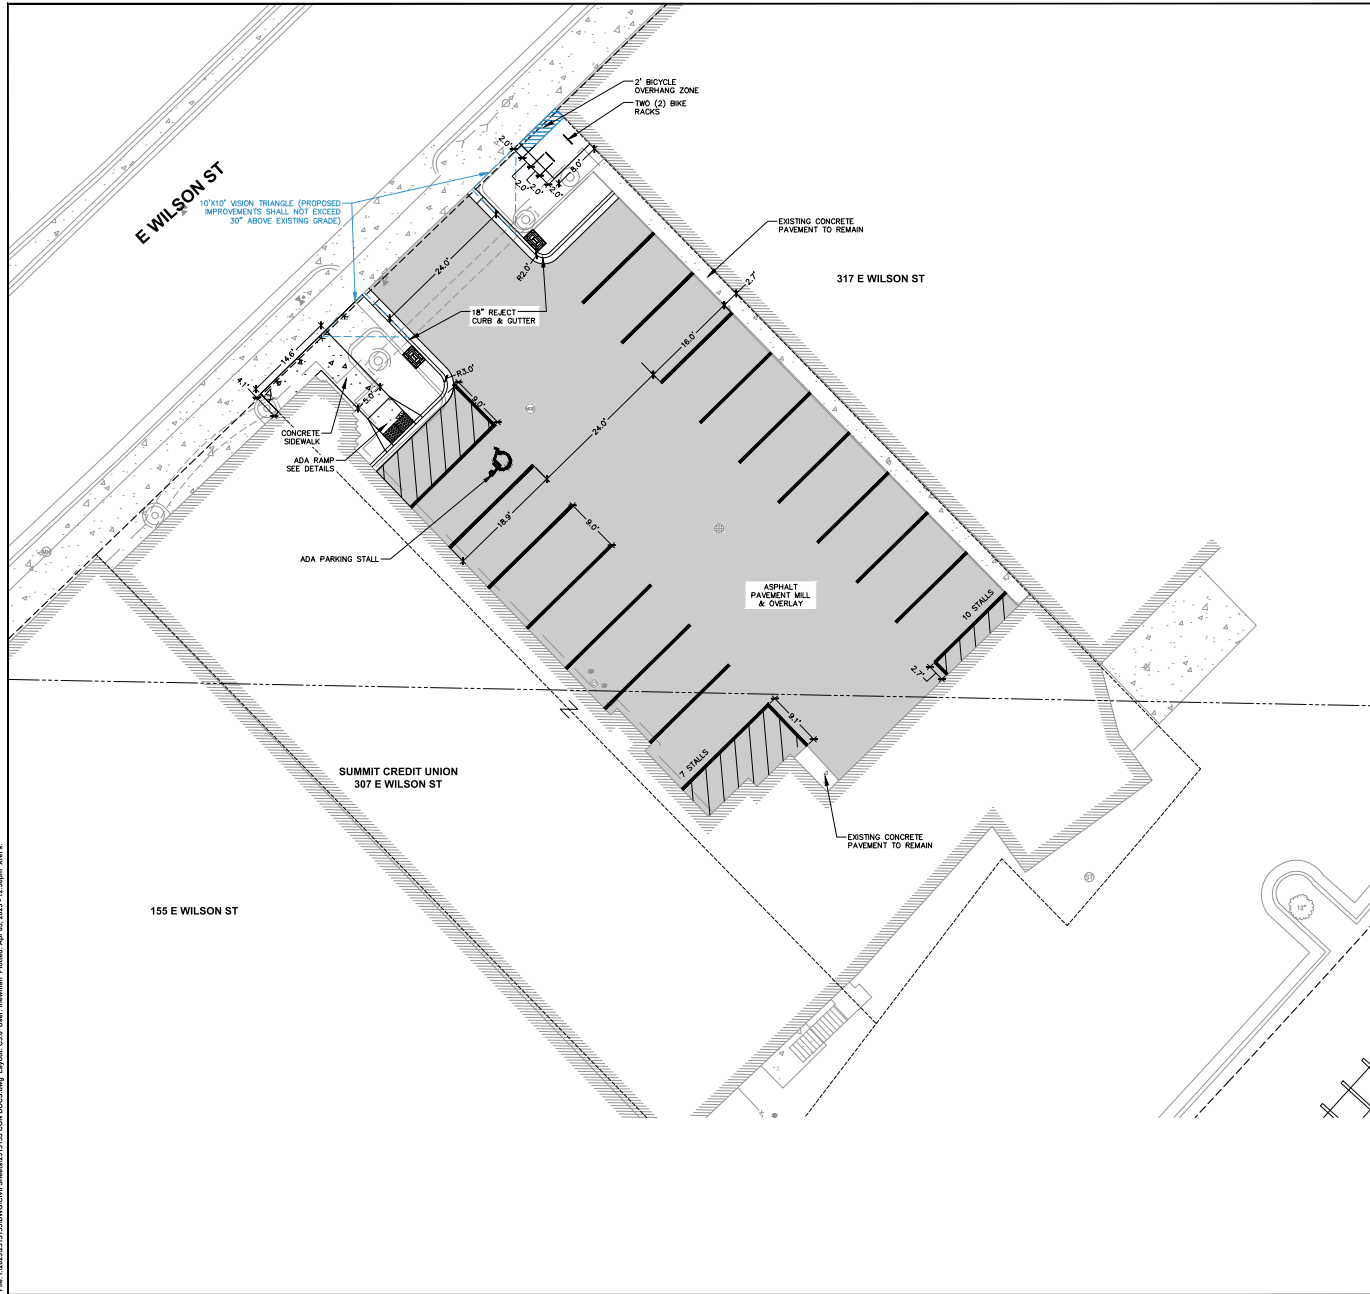 2' BICYCLE
OVERHANG ZONE
TWO (2) BIKE
RACKS
2.0'
8.0'
2.0'
2.0'
2.0'
E WILSON ST
10'X10' VISION TRIANGLE (PROPOSED
IMPROVEMENTS SHALL NOT EXCEED
30" ABOVE EXISTING GRADE)
EXISTING CONCRETE
PAVEMENT TO REMAIN
317 E WILSON ST
24.0'
R2.0'
2.7'
18" REJECT
CURB & GUTTER
16.0'
14.6'
4.1'
R3.0'
5.0'
9.0'
24.0'
CONCRETE
SIDEWALK
ADA RAMP
SEE DETAILS
18.9'
9.0'
ADA PARKING STALL
MH
ASPHALT
PAVEMENT MILL
& OVERLAY
10 STALLS
2.7'
9.1'
7 STALLS
SUMMIT CREDIT UNION
307 E WILSON ST
EXISTING CONCRETE
PAVEMENT TO REMAIN
ST
12"
155 E WILSON ST